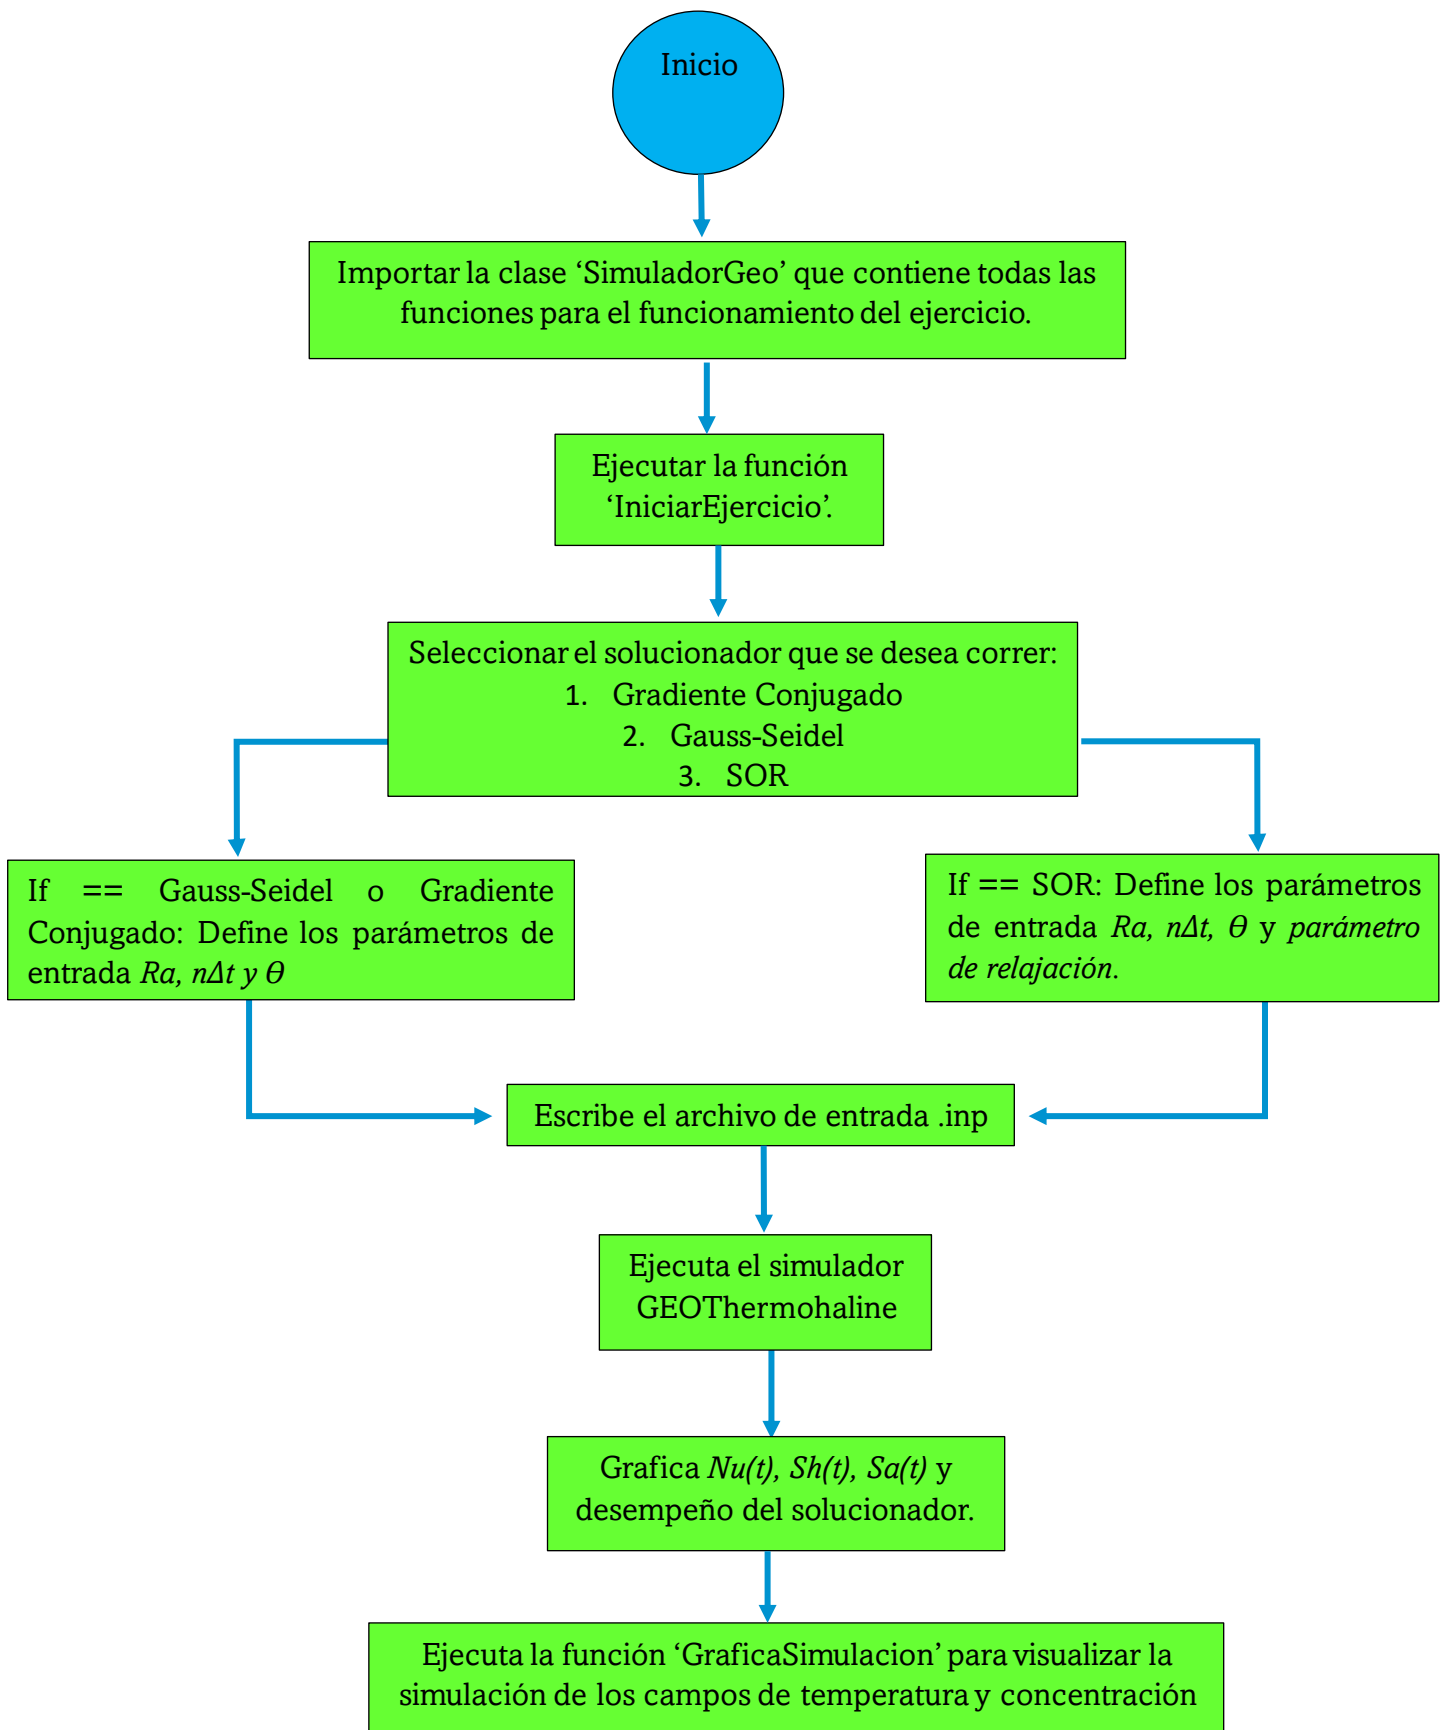 Inicio
Importar la clase ‘SimuladorGeo’ que contiene todas las
funciones para el funcionamiento del ejercicio.
Ejecutar la función
‘IniciarEjercicio’.
Seleccionar el solucionador que se desea correr:
1. Gradiente Conjugado
2. Gauss-Seidel
3. SOR
If == Gauss-Seidel o Gradiente
Conjugado: Define los parámetros de
entrada Ra, nΔt y Θ
If == SOR: Define los parámetros
de entrada Ra, nΔt, Θ y parámetro
de relajación.
Escribe el archivo de entrada .inp
Ejecuta el simulador
GEOThermohaline
Grafica Nu(t), Sh(t), Sa(t) y
desempeño del solucionador.
Ejecuta la función ‘GraficaSimulacion’ para visualizar la
simulación de los campos de temperatura y concentración